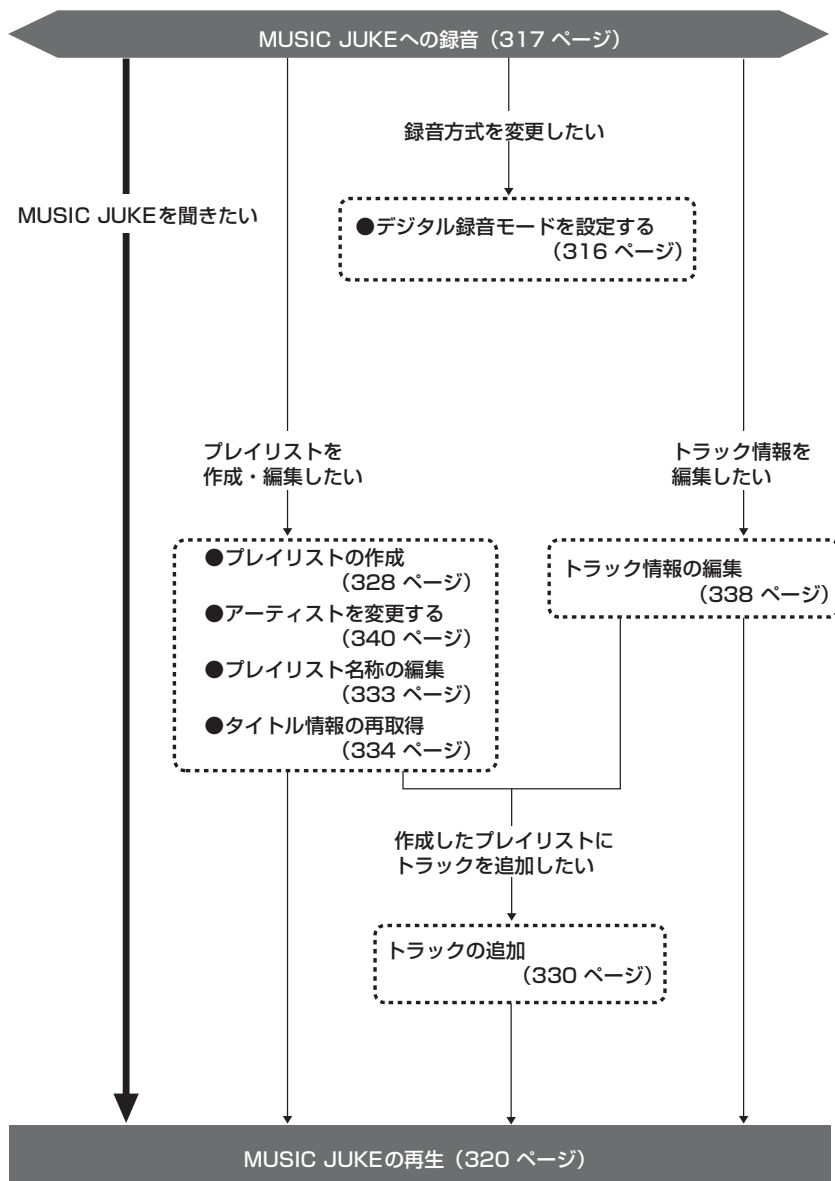 MUSIC JUKEへの録音（317 ページ）
録音方式を変更したい
MUSIC JUKEを聞きたい
●デジタル録音モードを設定する
（316 ページ）
プレイリストを
作成・編集したい
トラック情報を
編集したい
●プレイリストの作成
（328 ページ）
●アーティストを変更する
（340 ページ）
●プレイリスト名称の編集
（333 ページ）
●タイトル情報の再取得
（334 ページ）
トラック情報の編集
（338 ページ）
作成したプレイリストに
トラックを追加したい
トラックの追加
（330 ページ）
MUSIC JUKEの再生（320 ページ）